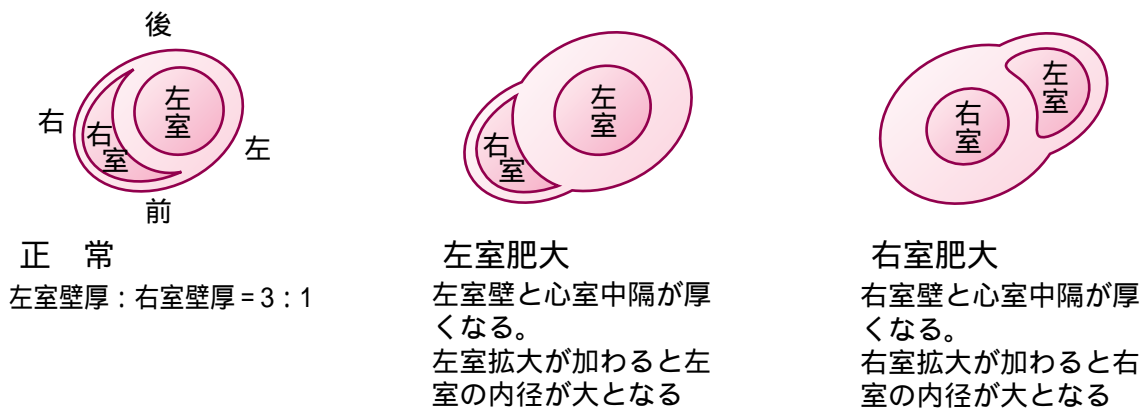 後
右
左
前
左室
右室
正 常
左室壁厚：右室壁厚＝3：1
左室
右室
左室肥大
左室壁と心室中隔が厚
くなる。
左室拡大が加わると左
室の内径が大となる
右室
左室
右室肥大
右室壁と心室中隔が厚
くなる。
右室拡大が加わると右
室の内径が大となる